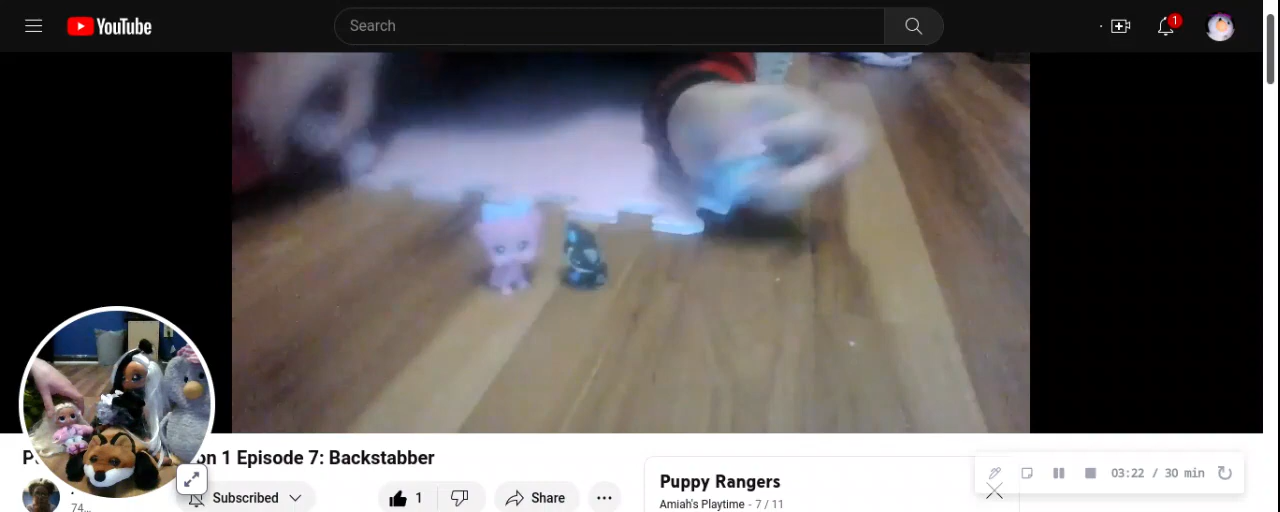 YouTube
Search
1
on 1 Episode 7: Backstabber
74...
Subscribed
1
Share
Puppy Rangers
Amiah's Playtime - 7 / 11
03:22 / 30 min